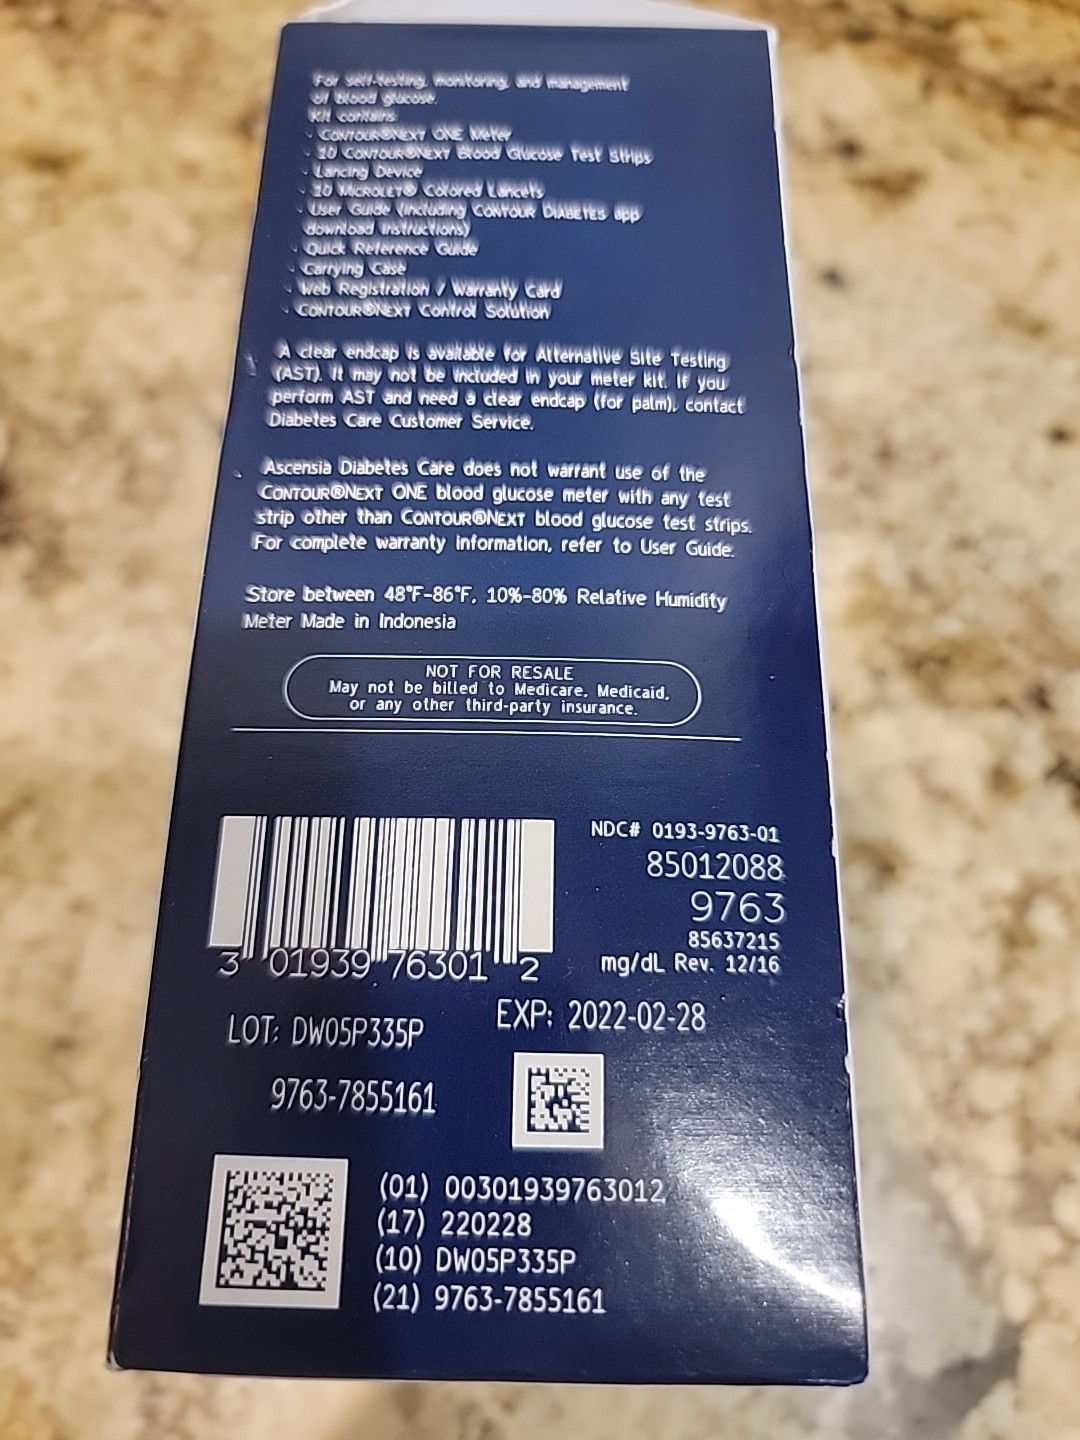 For self-testing, monitoring, and management
of blood glucose.
Kit contains:
- CONTOUR®NEXT ONE Meter
- 10 CONTOUR®NEXT Blood Glucose Test Strips
- Lancing Device
- 10 MICROLET® Colored Lancets
- User Guide (including CONTOUR DIABETES app
download instructions)
- Quick Reference Guide
- Carrying Case
- Web Registration / Warranty Card
- CONTOUR®NEXT Control Solution
A clear endcap is available for Alternative Site Testing
(AST). It may not be included in your meter kit. If you
perform AST and need a clear endcap (for palm), contact
Diabetes Care Customer Service.
Ascensia Diabetes Care does not warrant use of the
CONTOUR®NEXT ONE blood glucose meter with any test
strip other than CONTOUR®NEXT blood glucose test strips.
For complete warranty information, refer to User Guide.
Store between 48°F-86°F, 10%-80% Relative Humidity
Meter Made in Indonesia
NOT FOR RESALE
May not be billed to Medicare, Medicaid,
or any other third-party insurance.
NDC# 0193-9763-01
85012088
9763
85637215
mg/dL Rev. 12/16
3 01939 76301 2
LOT: DW05P335P
EXP: 2022-02-28
9763-7855161
(01) 00301939763012
(17) 220228
(10) DW05P335P
(21) 9763-7855161